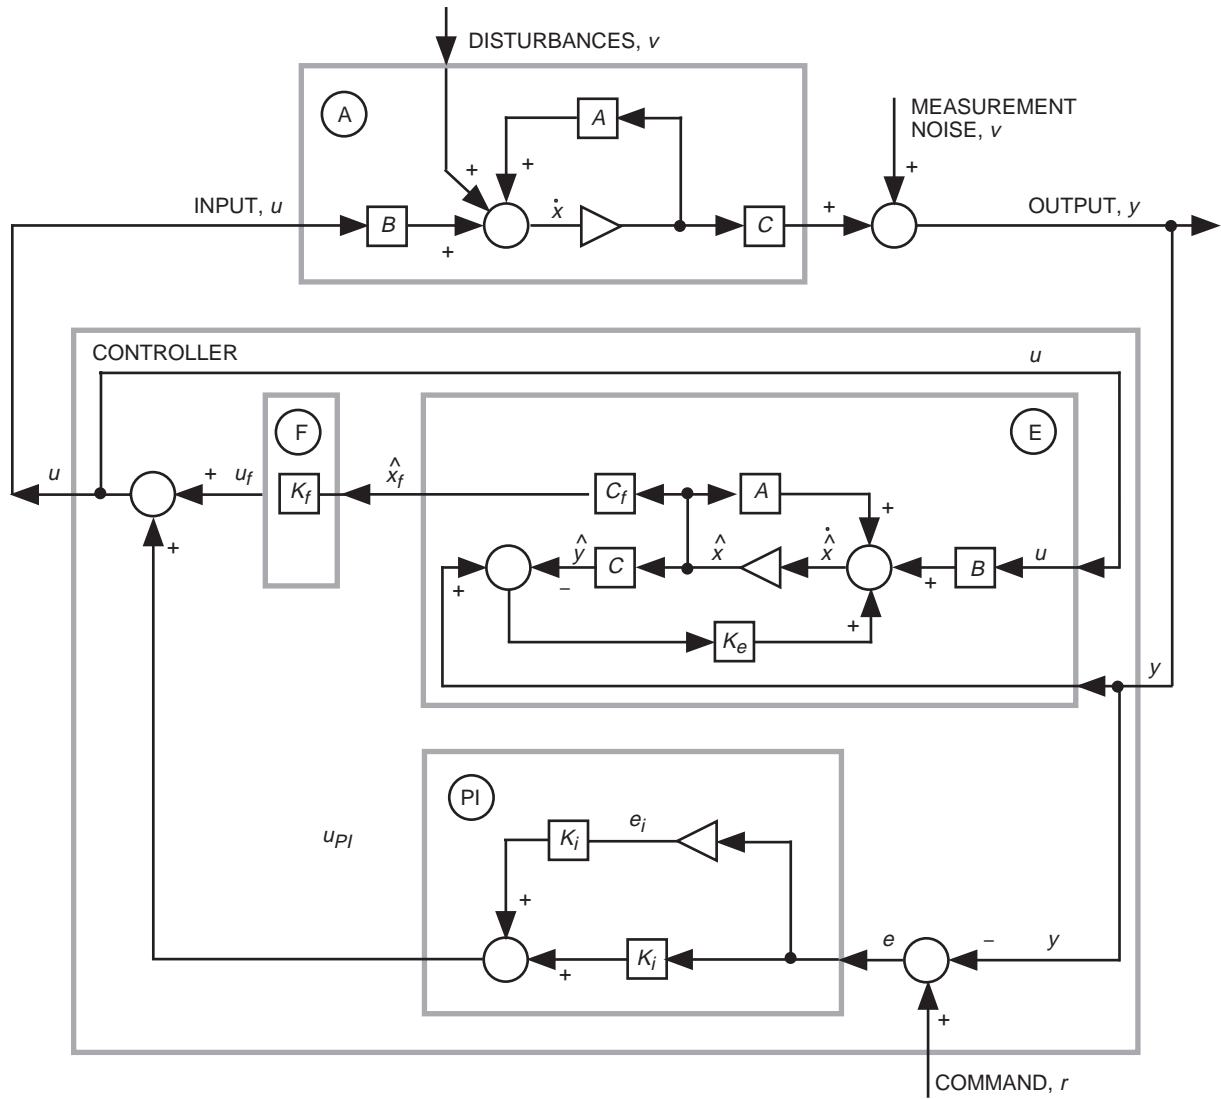 DISTURBANCES, v
A
A
MEASUREMENT
NOISE, v
+
+
+
INPUT, u
B
ẋ
C
+
OUTPUT, y
+
CONTROLLER
u
F
E
u
+
u_f
K_f
x̂_f
C_f
A
+
+
ŷ
C
x̂
x̂̇
B
u
+
−
+
+
K_e
y
PI
u_PI
K_i
e_i
+
K_i
+
e
−
y
+
COMMAND, r